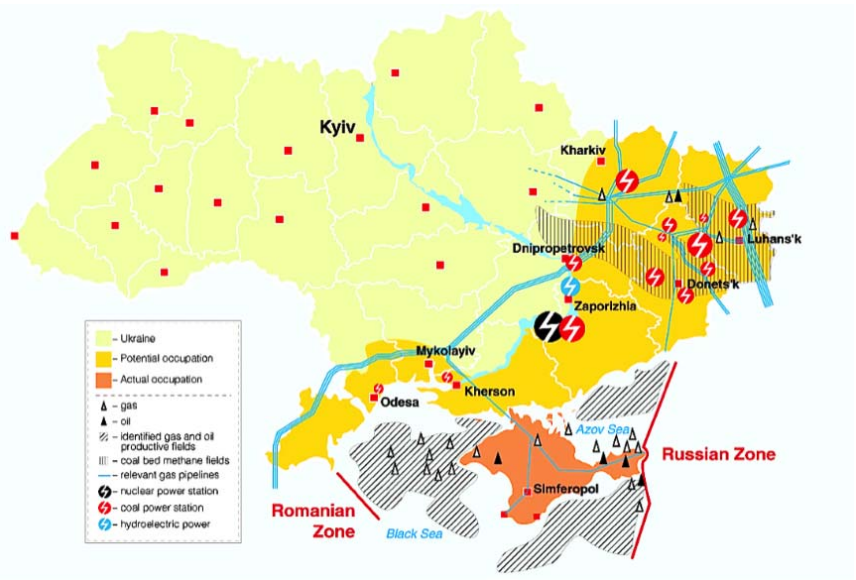 Kyiv
Kharkiv
Dnipropetrovsk
Luhans'k
Donets'k
Zaporizhia
Mykolayiv
Kherson
Odesa
Azov Sea
Russian Zone
Simferopol
Romanian
Zone
Black Sea
– Ukraine
– Potential occupation
– Actual occupation
– gas
– oil
– identified gas and oil
productive fields
– coal bed methane fields
– relevant gas pipelines
– nuclear power station
– coal power station
– hydroelectric power